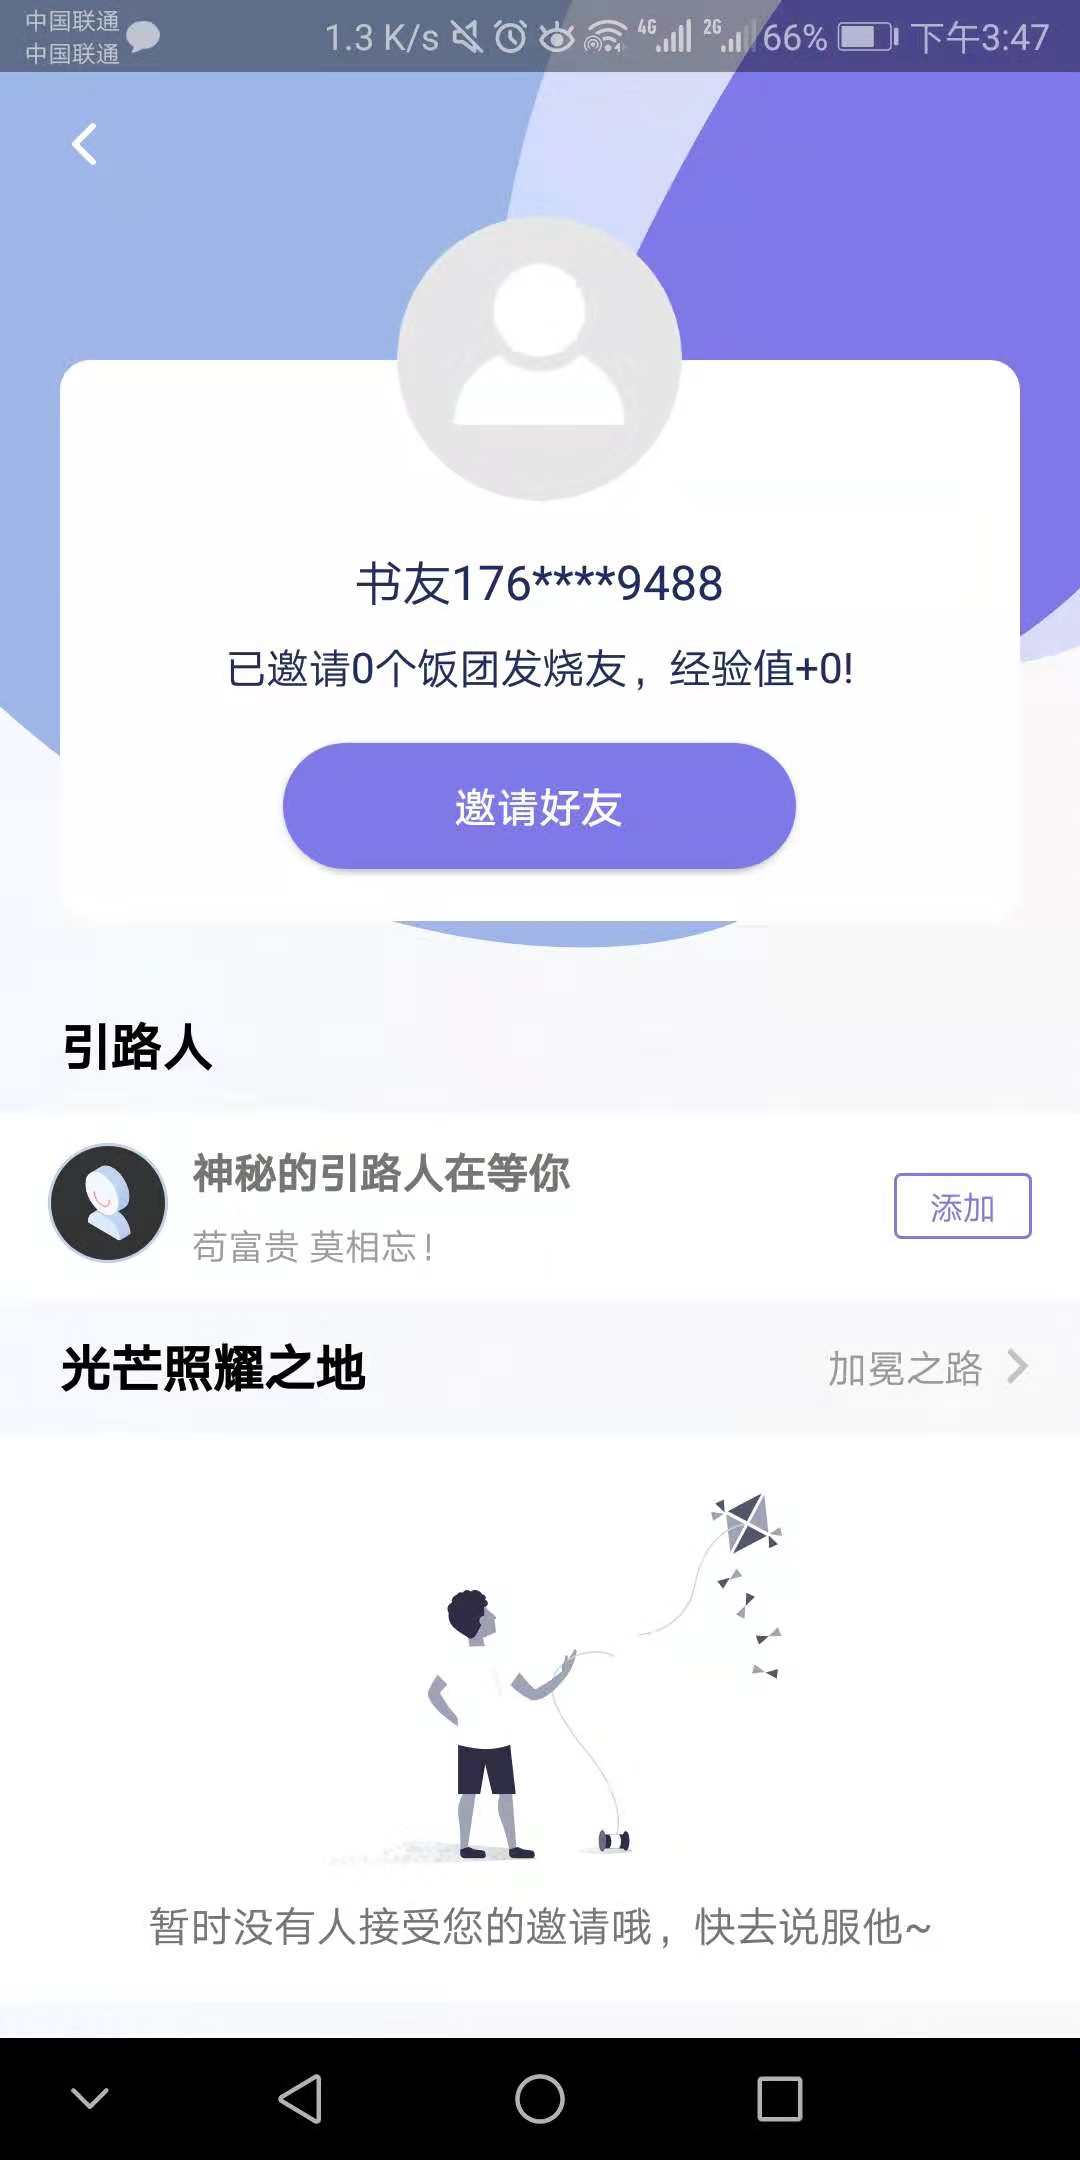 中国联通
中国联通
1.3 K/s 4G 2G 66% 下午3:47
书友176****9488
已邀请0个饭团发烧友，经验值+0!
邀请好友
引路人
神秘的引路人在等你
苟富贵 莫相忘！
添加
光芒照耀之地
加冕之路
暂时没有人接受您的邀请哦，快去说服他~